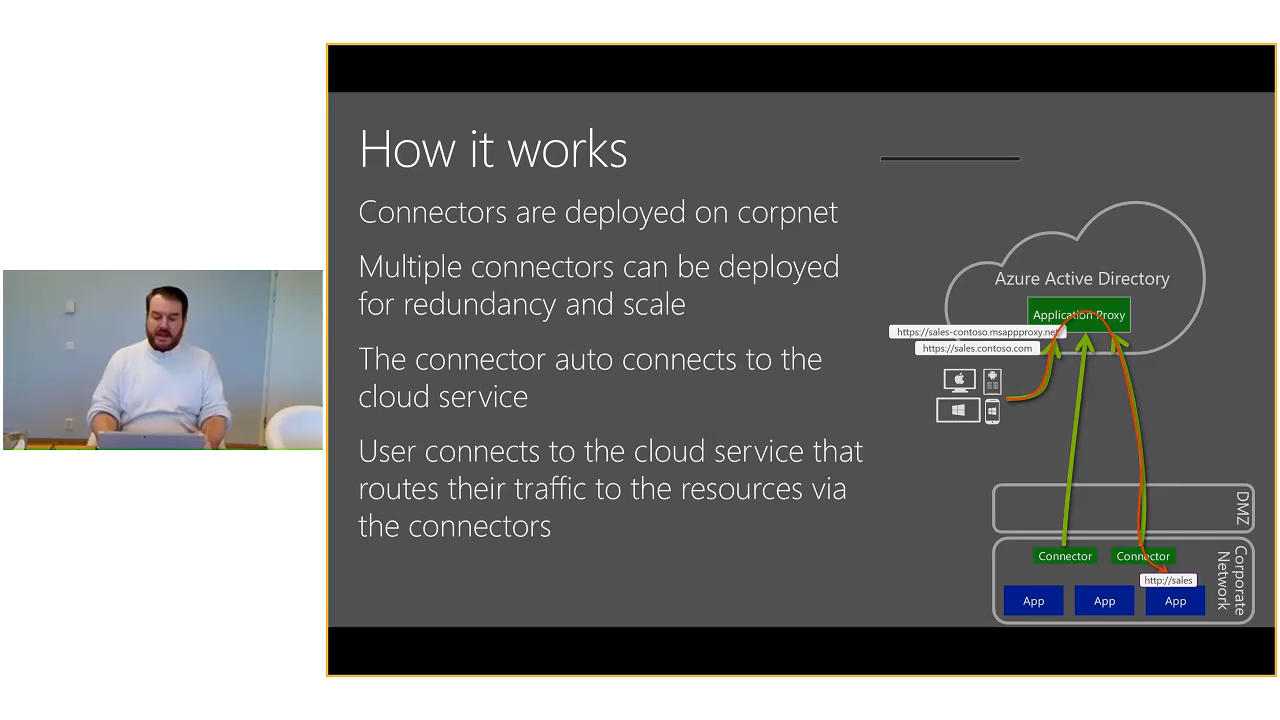 How it works
Connectors are deployed on corpnet
Multiple connectors can be deployed
for redundancy and scale
The connector auto connects to the
cloud service
User connects to the cloud service that
routes their traffic to the resources via
the connectors
Azure Active Directory
Application Proxy
https://sales-contoso.msappproxy.net
https://sales.contoso.com
DMZ
Connector
Connector
Corporate
Network
http://sales
App
App
App